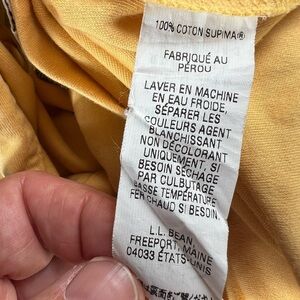 100% COTON SUPIMA®
FABRIQUÉ AU
PÉROU
LAVER EN MACHINE
EN EAU FROIDE,
SÉPARER LES
COULEURS AGENT
BLANCHISSANT
NON DÉCOLORANT
UNIQUEMENT, SI
BESOIN SECHAGE
PAR CULBUTAGE
BASSE TEMPÉRATURE
FER CHAUD SI BESOIN
L.L. BEAN
FREEPORT, MAINE
04033 ÉTATS-UNIS